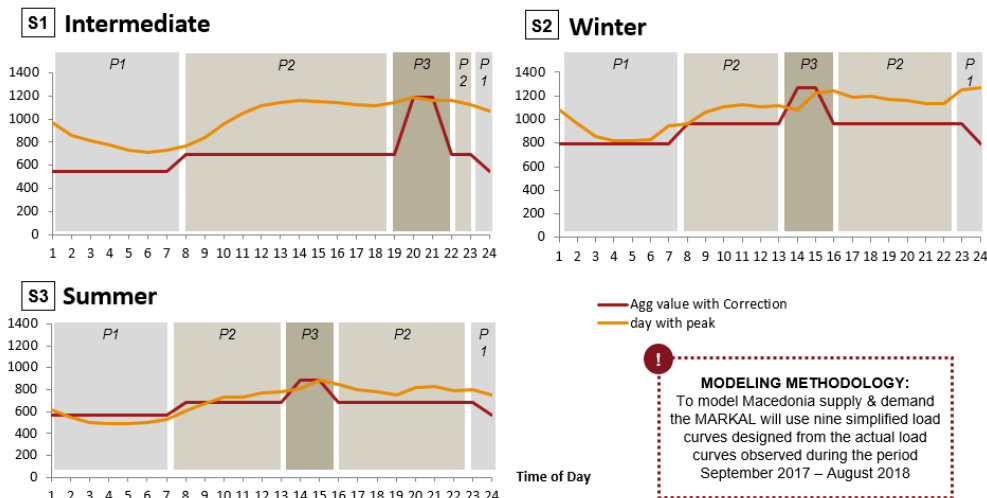 S1 Intermediate
P1 P2 P3 P 2 P 1
1400
1200
1000
800
600
400
200
0
1 2 3 4 5 6 7 8 9 10 11 12 13 14 15 16 17 18 19 20 21 22 23 24
S2 Winter
P1 P2 P3 P2 P 1
1400
1200
1000
800
600
400
200
0
1 2 3 4 5 6 7 8 9 10 11 12 13 14 15 16 17 18 19 20 21 22 23 24
S3 Summer
P1 P2 P3 P2 P 1
1400
1200
1000
800
600
400
200
0
1 2 3 4 5 6 7 8 9 10 11 12 13 14 15 16 17 18 19 20 21 22 23 24
Time of Day
Agg value with Correction
day with peak
!
MODELING METHODOLOGY:
To model Macedonia supply & demand
the MARKAL will use nine simplified load
curves designed from the actual load
curves observed during the period
September 2017 – August 2018